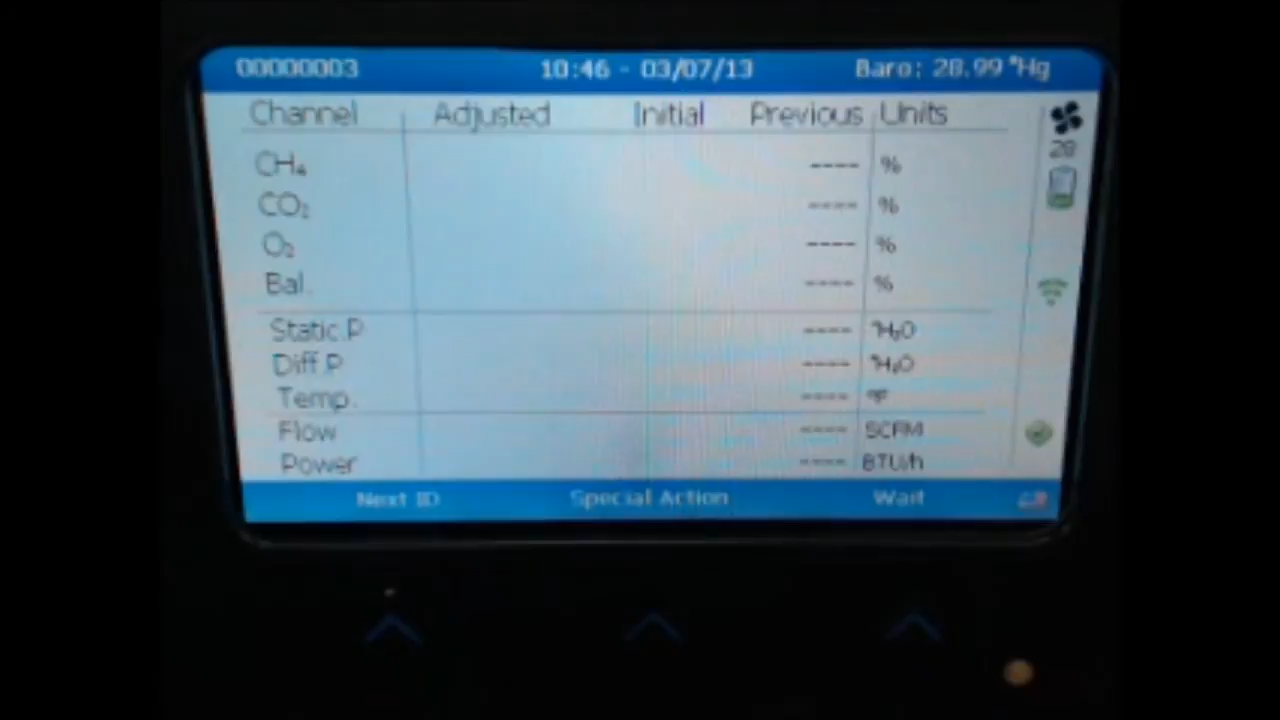 00000003 10:46 - 03/07/13 Baro: 28.99 "Hg
Channel Adjusted Initial Previous Units
28
CH₄ ---- %
CO₂ ---- %
O₂ ---- %
Bal. ---- %
Static.P ---- "H₂O
Diff.P ---- "H₂O
Temp. ---- °F
Flow ---- SCFM
Power ---- BTU/h
Next ID Special Action Wait